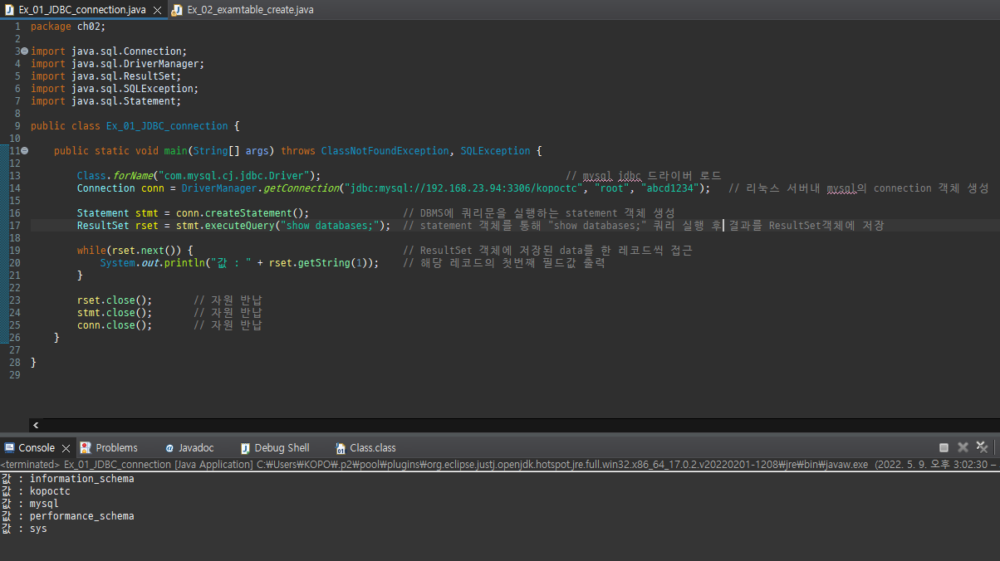 Ex_01_JDBC_connection.java Ex_02_examtable_create.java
1 package ch02;
2
3 import java.sql.Connection;
4 import java.sql.DriverManager;
5 import java.sql.ResultSet;
6 import java.sql.SQLException;
7 import java.sql.Statement;
8
9 public class Ex_01_JDBC_connection {
10
11 public static void main(String[] args) throws ClassNotFoundException, SQLException {
12
13 Class.forName("com.mysql.cj.jdbc.Driver"); // mysql jdbc 드라이버 로드
14 Connection conn = DriverManager.getConnection("jdbc:mysql://192.168.23.94:3306/kopoctc", "root", "abcd1234"); // 리눅스 서버내 mysql의 connection 객체 생성
15
16 Statement stmt = conn.createStatement(); // DBMS에 쿼리문을 실행하는 statement 객체 생성
17 ResultSet rset = stmt.executeQuery("show databases;"); // statement 객체를 통해 "show databases;" 쿼리 실행 후 결과를 ResultSet객체에 저장
18
19 while(rset.next()) { // ResultSet 객체에 저장된 data를 한 레코드씩 접근
20 System.out.println("값 : " + rset.getString(1)); // 해당 레코드의 첫번째 필드값 출력
21 }
22
23 rset.close(); // 자원 반납
24 stmt.close(); // 자원 반납
25 conn.close(); // 자원 반납
26 }
27
28 }
29
Console Problems Javadoc Debug Shell Class.class
<terminated> Ex_01_JDBC_connection [Java Application] C:₩Users₩KOPO₩.p2₩pool₩plugins₩org.eclipse.justj.openjdk.hotspot.jre.full.win32.x86_64_17.0.2.v20220201-1208₩jre₩bin₩javaw.exe (2022. 5. 9. 오후 3:02:30 –
값 : information_schema
값 : kopoctc
값 : mysql
값 : performance_schema
값 : sys